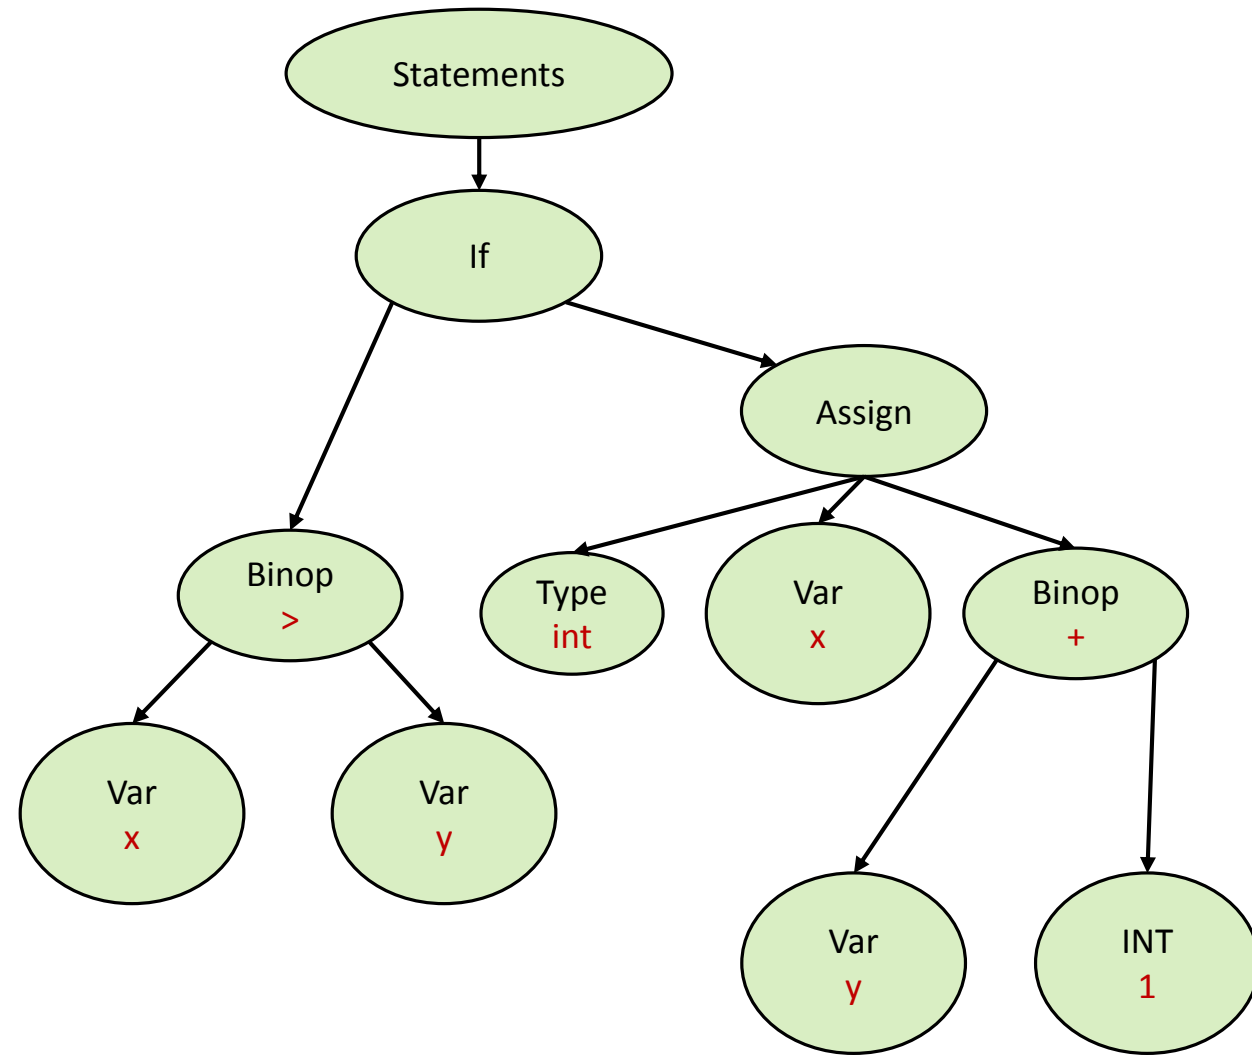 Statements
If
Assign
Binop
>
Type
int
Var
x
Binop
+
Var
x
Var
y
Var
y
INT
1